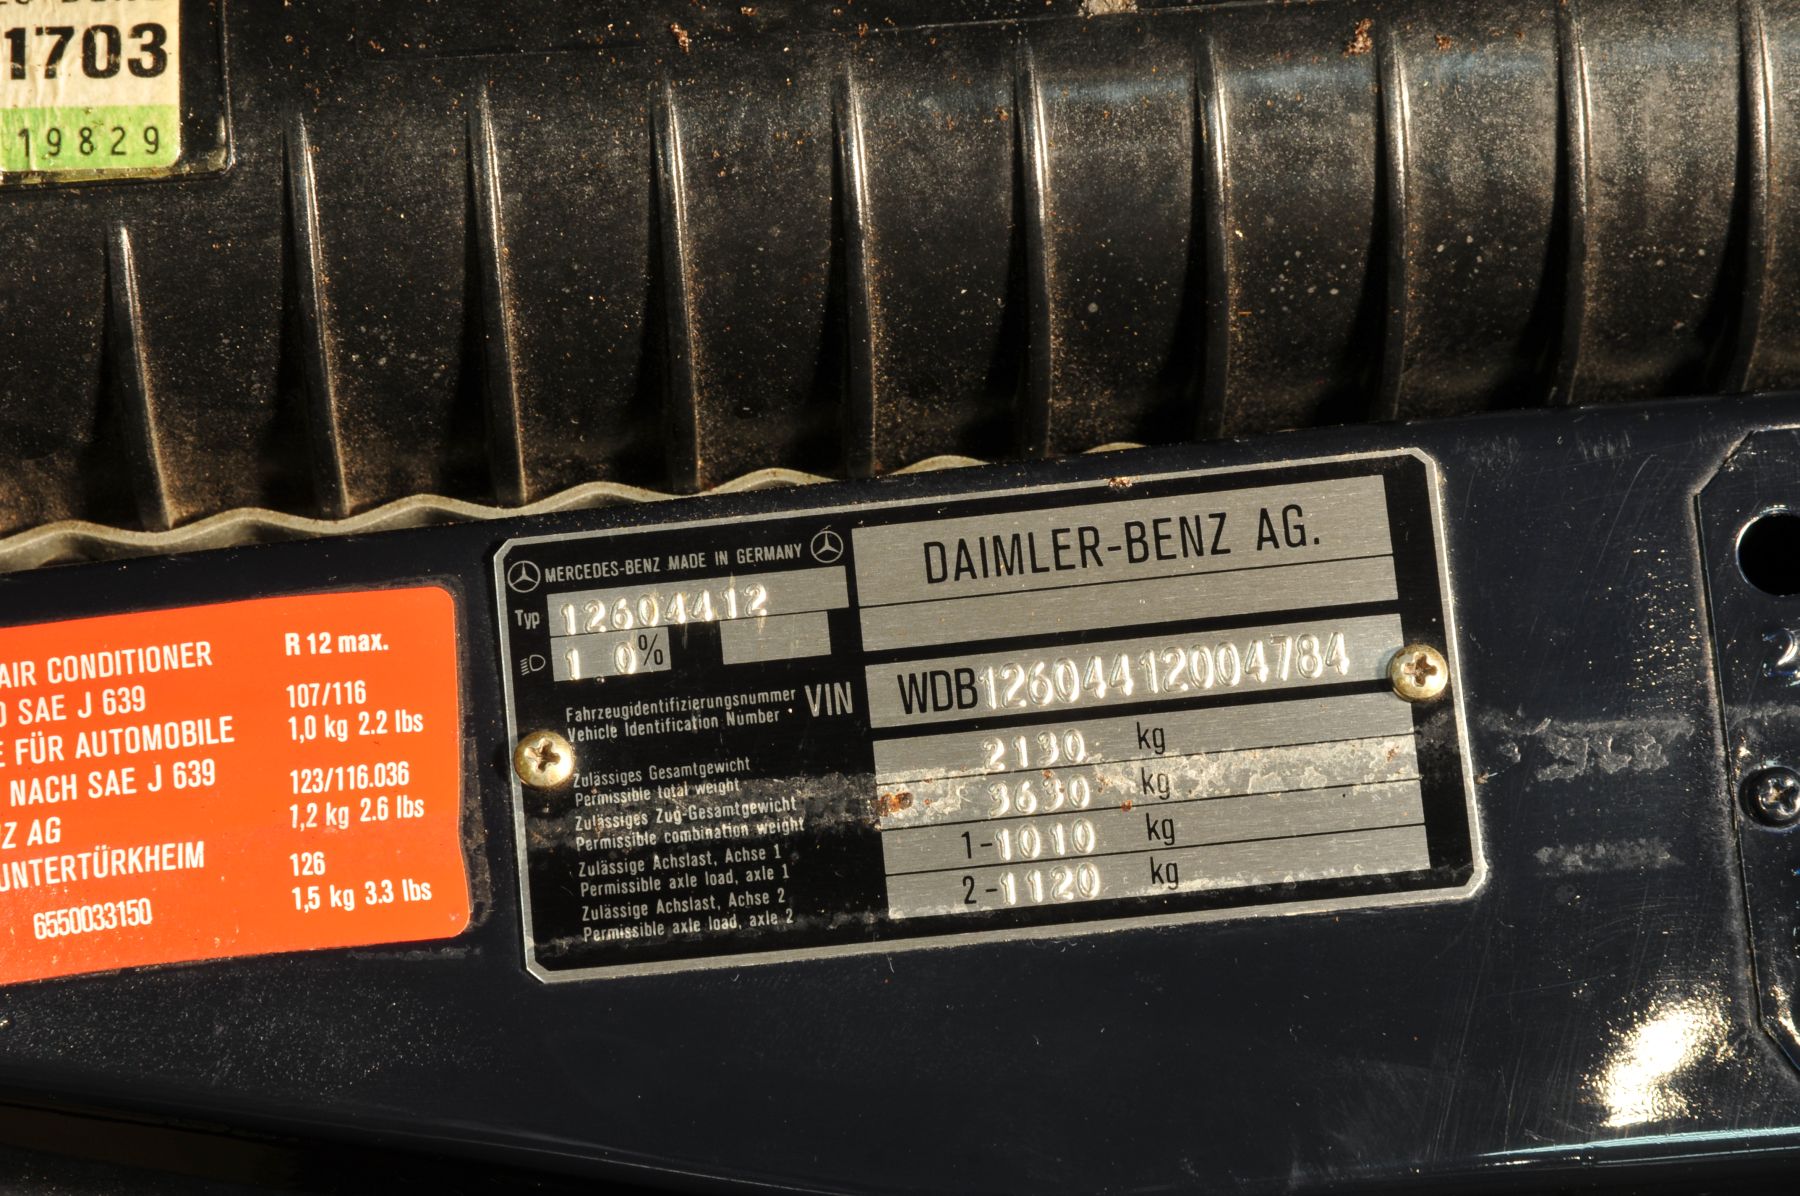 1703
19829
AIR CONDITIONER
SAE J 639
FÜR AUTOMOBILE
NACH SAE J 639
AG
UNTERTÜRKHEIM
6550033150
R 12 max.
107/116
1,0 kg 2.2 lbs
123/116.036
1,2 kg 2.6 lbs
126
1,5 kg 3.3 lbs
MERCEDES-BENZ MADE IN GERMANY
Typ 12604412
1.0%
DAIMLER-BENZ AG.
Fahrzeugidentifizierungsnummer
Vehicle Identification Number
VIN WDB12604412004784
Zulässiges Gesamtgewicht
Permissible total weight
2130 kg
Zulässiges Zug-Gesamtgewicht
Permissible combination weight
3630 kg
Zulässige Achslast, Achse 1
Permissible axle load, axle 1
1-1010 kg
Zulässige Achslast, Achse 2
Permissible axle load, axle 2
2-1120 kg